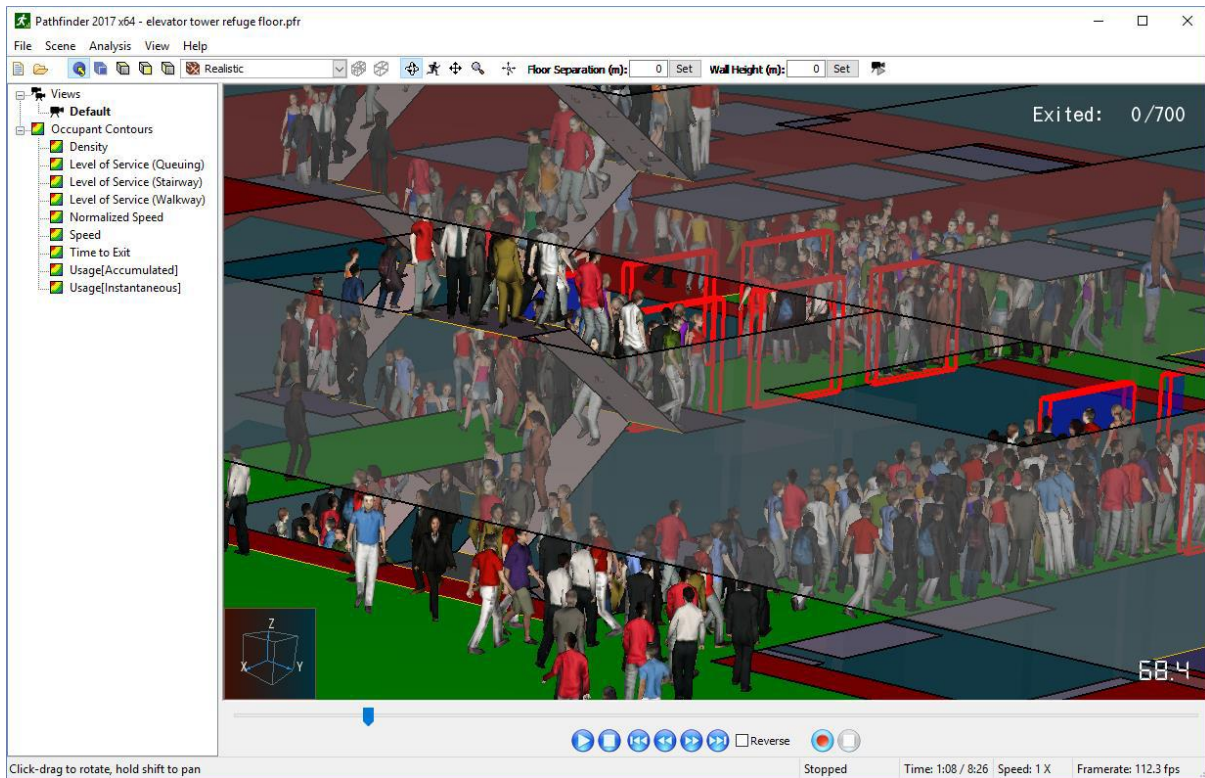 Pathfinder 2017 x64 - elevator tower refuge floor.pfr
File Scene Analysis View Help
Realistic Floor Separation (m): 0 Set Wall Height (m): 0 Set
Views
Default
Occupant Contours
Density
Level of Service (Queuing)
Level of Service (Stairway)
Level of Service (Walkway)
Normalized Speed
Speed
Time to Exit
Usage[Accumulated]
Usage[Instantaneous]
Exited: 0/700
Z
X Y
68.4
Reverse
Click-drag to rotate, hold shift to pan Stopped Time: 1:08 / 8:26 Speed: 1 X Framerate: 112.3 fps